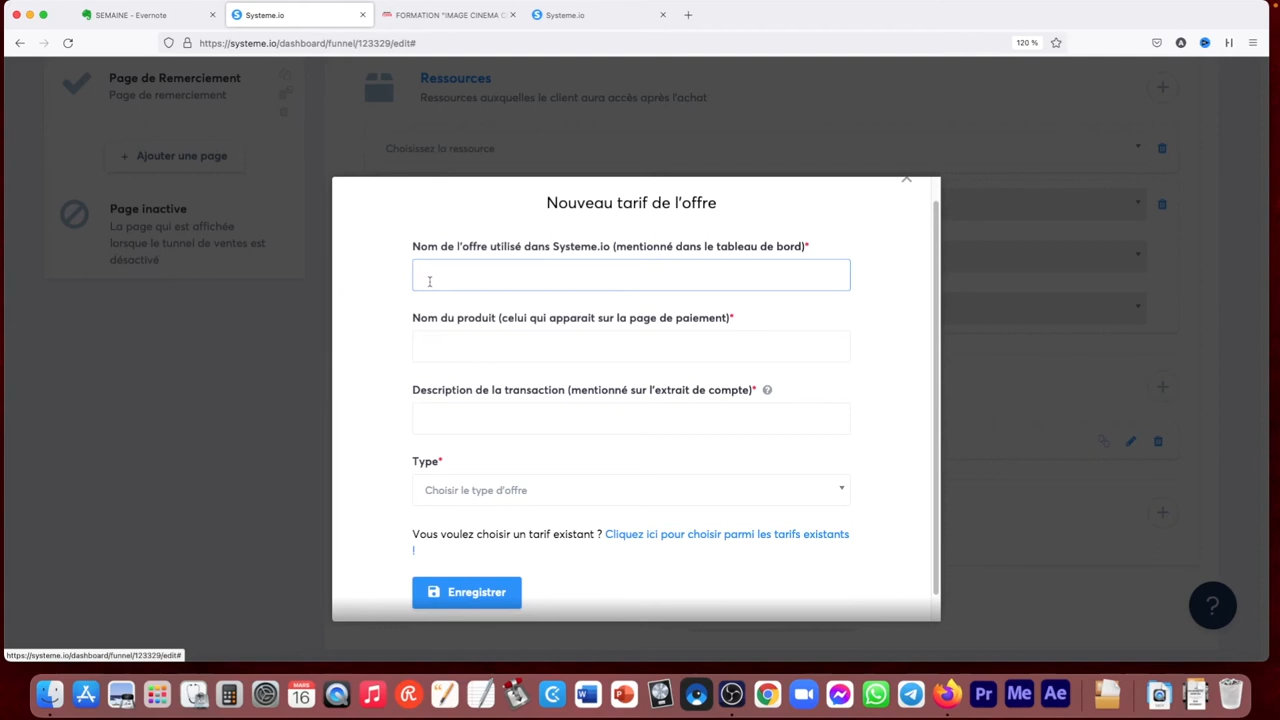 SEMAINE - Evernote
Systeme.io
FORMATION "IMAGE CINEMA
Systeme.io
https://systeme.io/dashboard/funnel/123329/edit#
120 %
Page de Remerciement
Page de remerciement
+ Ajouter une page
Page inactive
La page qui est affichée
lorsque le tunnel de ventes est
désactivé
Ressources
Ressources auxquelles le client aura accès après l'achat
Choisissez la ressource
Nouveau tarif de l'offre
Nom de l'offre utilisé dans Systeme.io (mentionné dans le tableau de bord)*
Nom du produit (celui qui apparait sur la page de paiement)*
Description de la transaction (mentionné sur l'extrait de compte)*
Type*
Choisir le type d'offre
Vous voulez choisir un tarif existant ? Cliquez ici pour choisir parmi les tarifs existants
!
Enregistrer
?
https://systeme.io/dashboard/funnel/123329/edit#
MARS
16
Pr
Me
Ae